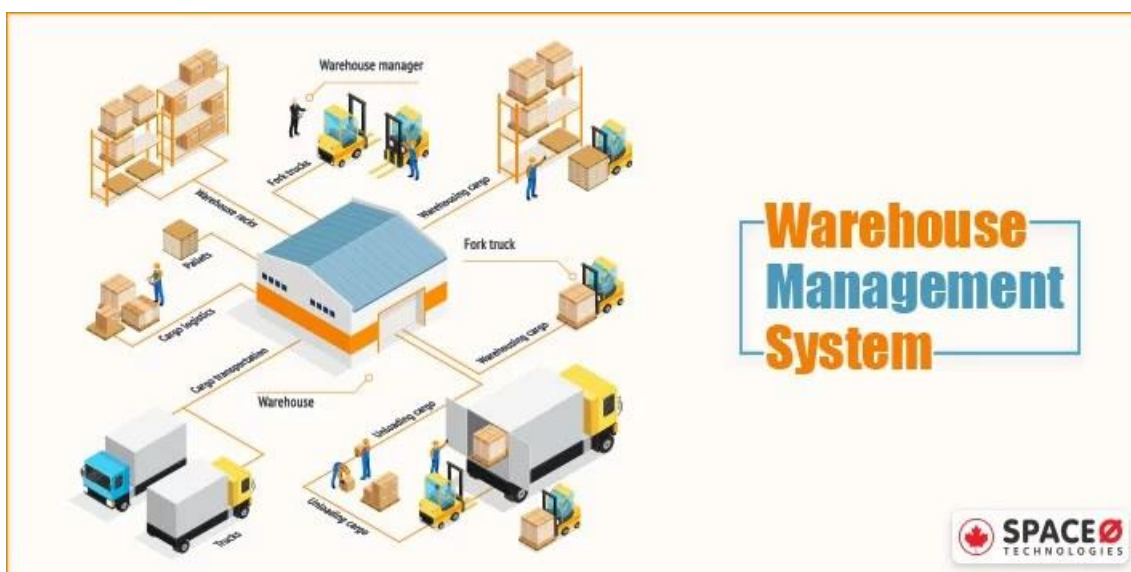 Warehouse manager
Fork trucks
Warehousing cargo
Warehouse racks
Pallets
Fork truck
Cargo logistics
Warehousing cargo
Cargo transportation
Warehouse
Unloading cargo
Unloading cargo
Trucks
Warehouse
Management
System
SPACEØ
TECHNOLOGIES